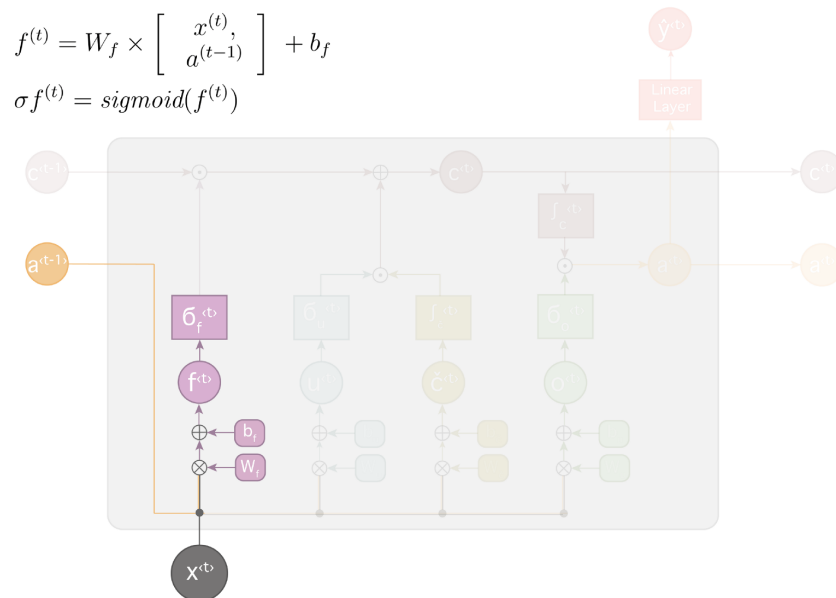 f^(t) = W_f × [ x^(t), a^(t-1) ] + b_f
σf^(t) = sigmoid(f^(t))
ŷ‹t›
Linear
Layer
c‹t-1›
c‹t›
c‹t›
a‹t-1›
a‹t›
б_f‹t›
f‹t›
u‹t›
č‹t›
b_f
W_f
x‹t›